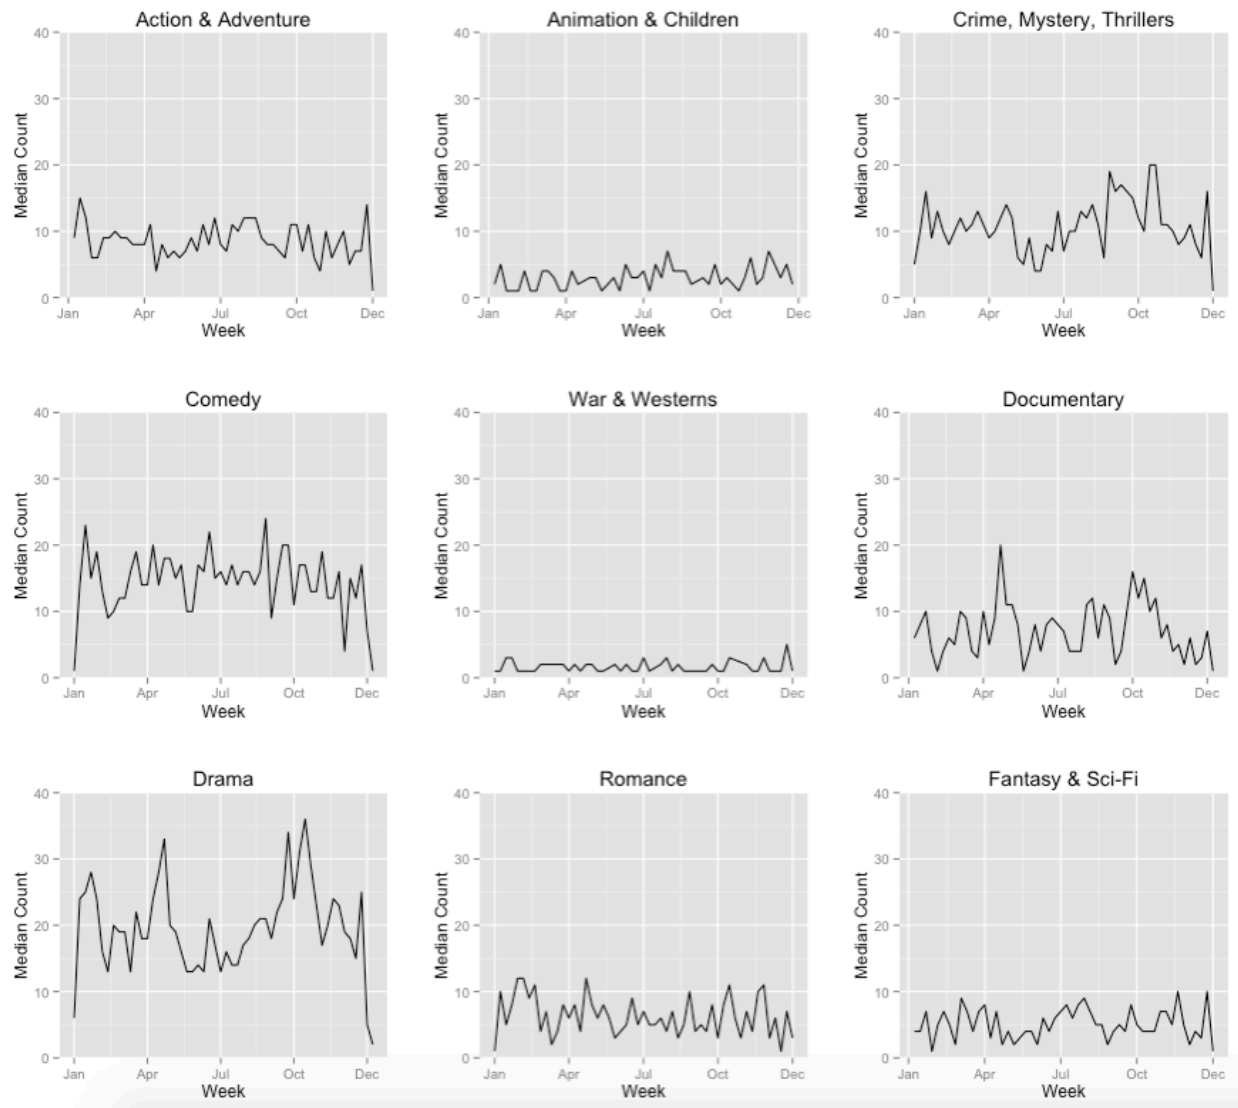 Action & Adventure
40
30
20
10
0
Median Count
Jan Apr Jul Oct Dec
Week
Animation & Children
40
30
20
10
0
Median Count
Jan Apr Jul Oct Dec
Week
Crime, Mystery, Thrillers
40
30
20
10
0
Median Count
Jan Apr Jul Oct Dec
Week
Comedy
40
30
20
10
0
Median Count
Jan Apr Jul Oct Dec
Week
War & Westerns
40
30
20
10
0
Median Count
Jan Apr Jul Oct Dec
Week
Documentary
40
30
20
10
0
Median Count
Jan Apr Jul Oct Dec
Week
Drama
40
30
20
10
0
Median Count
Jan Apr Jul Oct Dec
Week
Romance
40
30
20
10
0
Median Count
Jan Apr Jul Oct Dec
Week
Fantasy & Sci-Fi
40
30
20
10
0
Median Count
Jan Apr Jul Oct Dec
Week